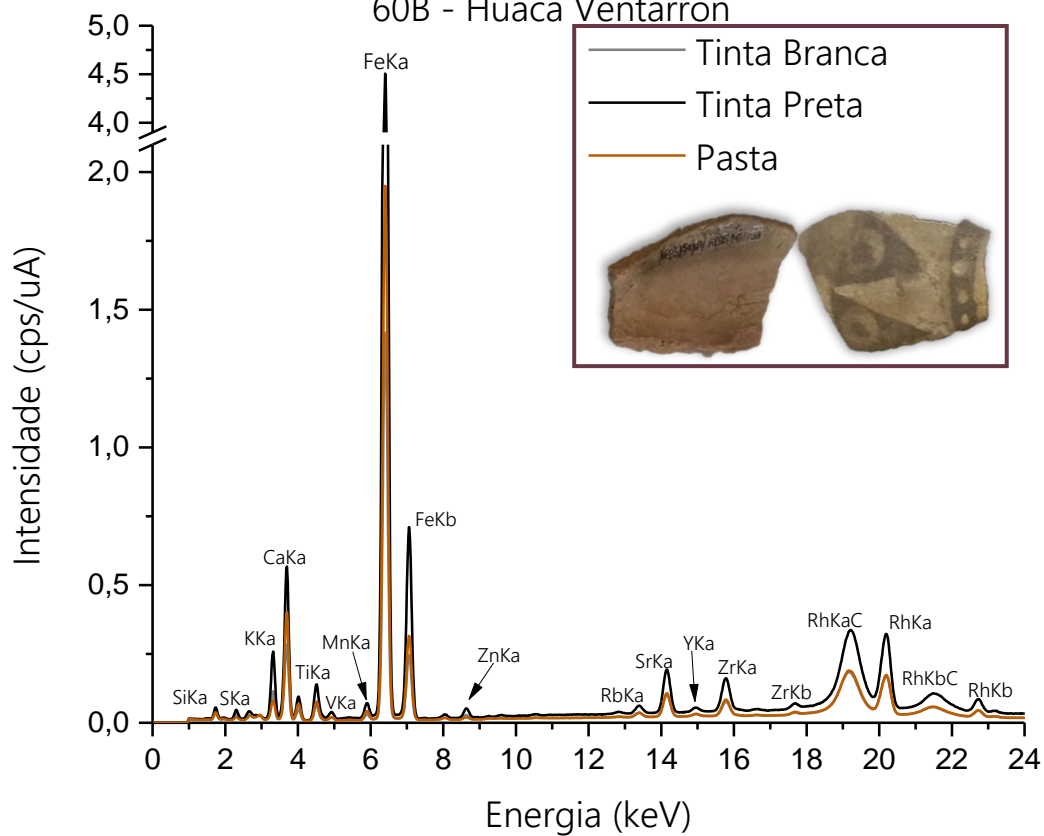 60B - Huaca Ventarron
Tinta Branca
Tinta Preta
Pasta
5,0
4,5
4,0
2,0
1,5
1,0
0,5
0,0
Intensidade (cps/uA)
FeKa
FeKb
CaKa
KKa
TiKa
MnKa
VKa
SiKa
SKa
ZnKa
RbKa
SrKa
YKa
ZrKa
ZrKb
RhKaC
RhKa
RhKbC
RhKb
0 2 4 6 8 10 12 14 16 18 20 22 24
Energia (keV)